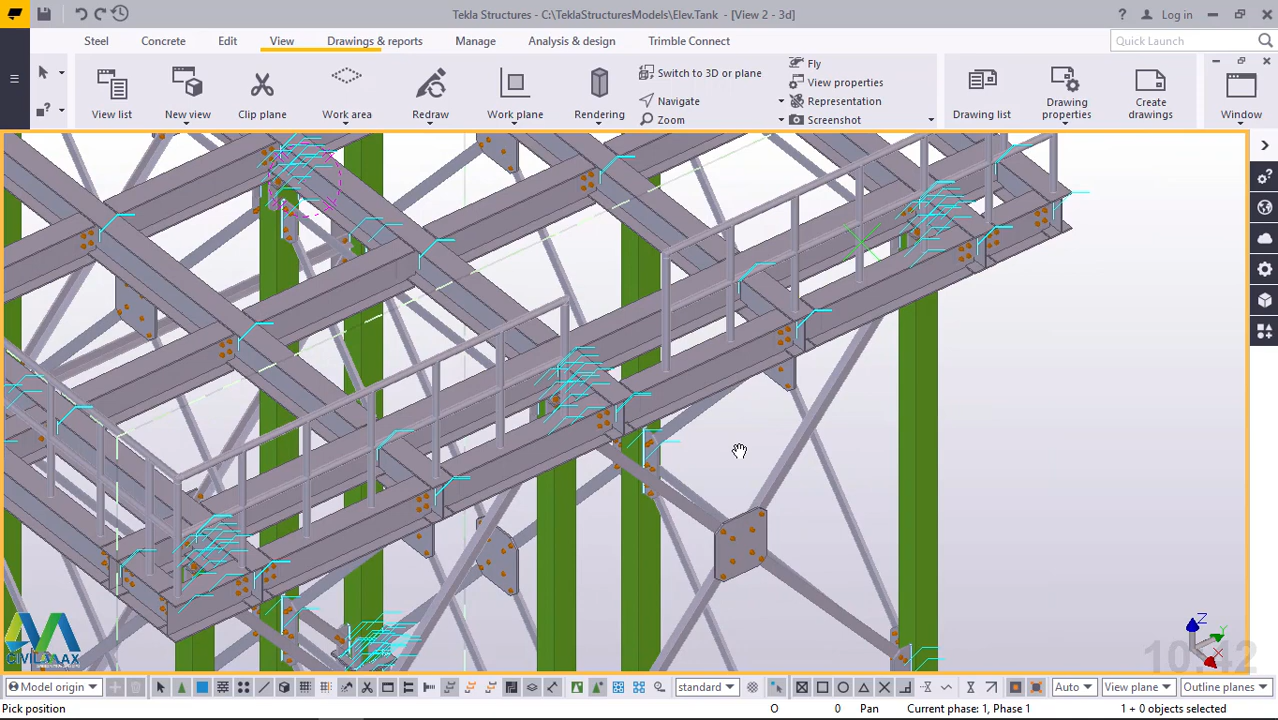 Tekla Structures - C:\TeklaStructuresModels\Elev.Tank - [View 2 - 3d]
Log in
Steel
Concrete
Edit
View
Drawings & reports
Manage
Analysis & design
Trimble Connect
Quick Launch
View list
New view
Clip plane
Work area
Redraw
Work plane
Rendering
Switch to 3D or plane
Navigate
Zoom
Fly
View properties
Representation
Screenshot
Drawing list
Drawing properties
Create drawings
Window
Z
Y
X
CIVILMAX
10:42
Model origin
standard
Auto
View plane
Outline planes
Pick position
O
0
Pan
Current phase: 1, Phase 1
1 + 0 objects selected